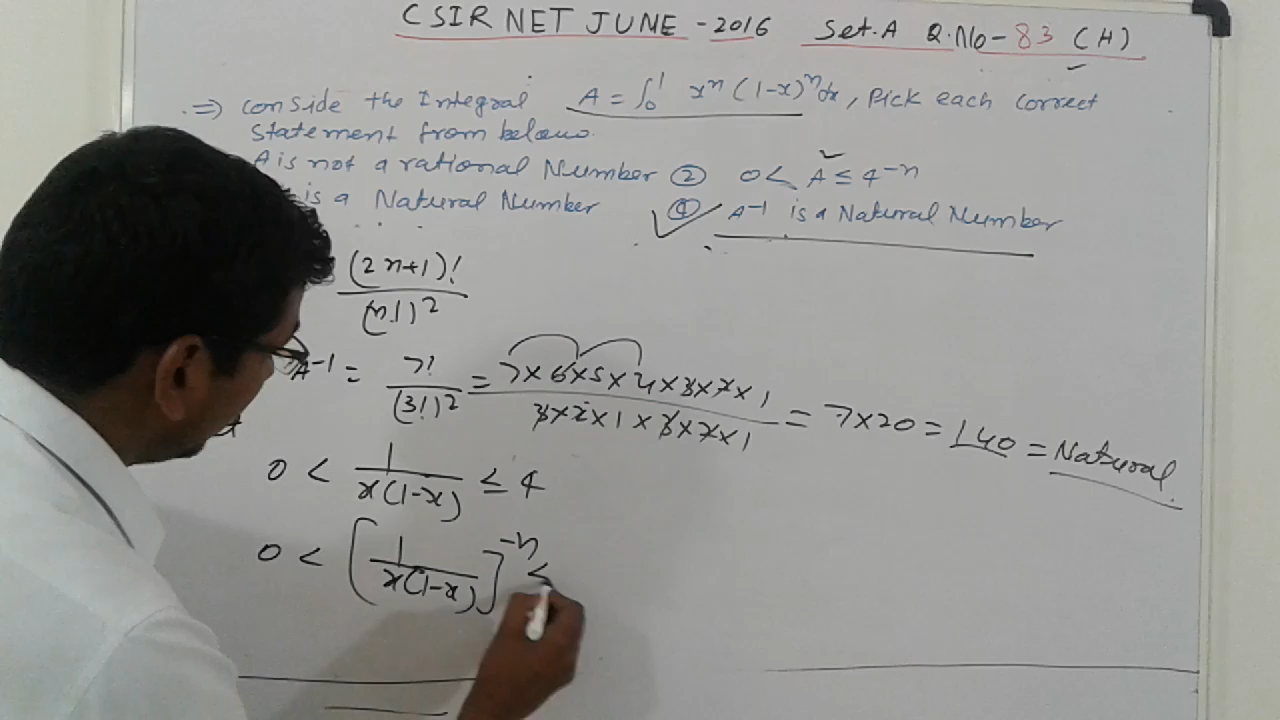 CSIR NET JUNE - 2016 Set.A Q.No- 83 (H)
⇒ conside the Integral A = ∫₀¹ xⁿ (1-x)ⁿ dx, Pick each correct
statement from below.
A is not a rational Number ② 0 < A ≤ 4⁻ⁿ
is a Natural Number ④ A⁻¹ is a Natural Number
(2n+1)! / (n!)²
A⁻¹ = 7! / (3!)² = 7×6×5×4×3×2×1 / 3×2×1×3×2×1 = 7×20 = 140 = Natural.
0 < 1 / x(1-x) ≤ 4
0 < [1 / x(1-x)]⁻ⁿ <